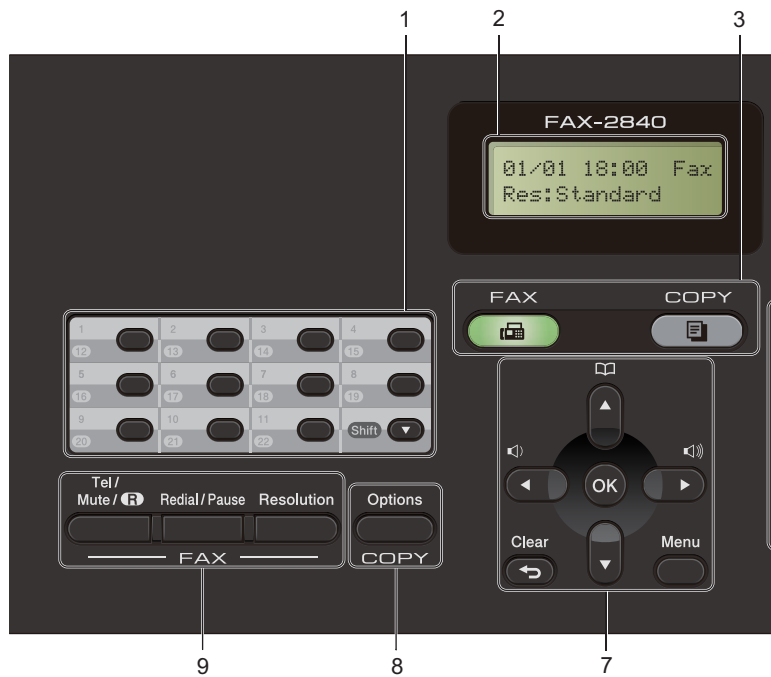 1 2 3
FAX-2840
01/01 18:00 Fax
Res:Standard
FAX COPY
1 2 3 4
12 13 14 15
5 6 7 8
16 17 18 19
9 10 11 Shift
20 21 22
Tel /
Mute / R Redial / Pause Resolution Options
FAX COPY
OK
Clear Menu
9 8 7